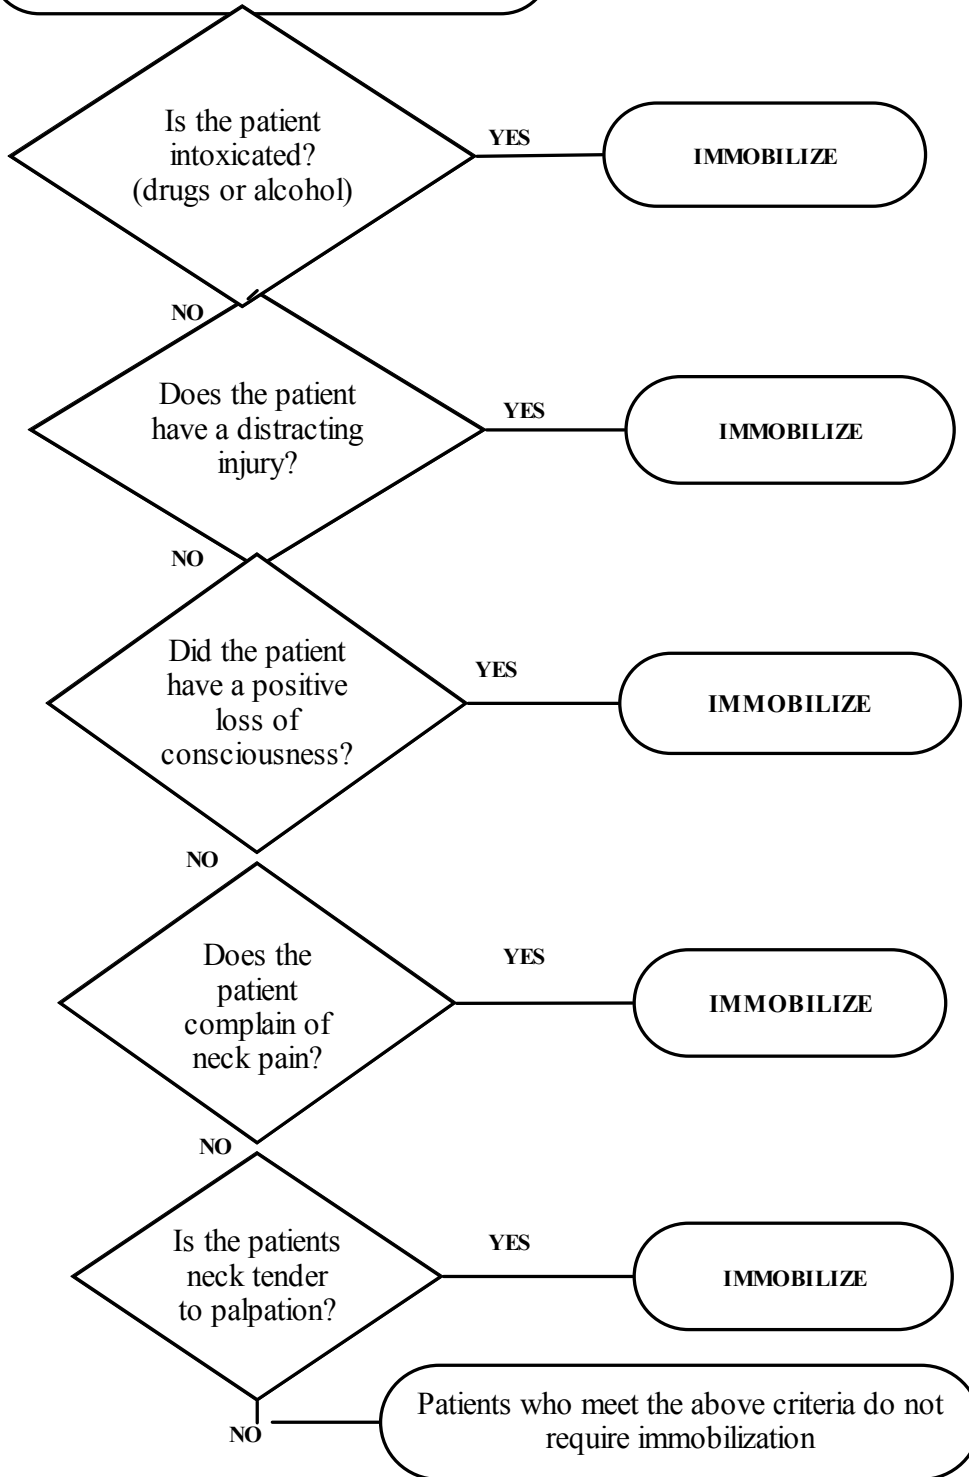 Is the patient
intoxicated?
(drugs or alcohol)
YES
IMMOBILIZE
NO
Does the patient
have a distracting
injury?
YES
IMMOBILIZE
NO
Did the patient
have a positive
loss of
consciousness?
YES
IMMOBILIZE
NO
Does the
patient
complain of
neck pain?
YES
IMMOBILIZE
NO
Is the patients
neck tender
to palpation?
YES
IMMOBILIZE
NO
Patients who meet the above criteria do not
require immobilization